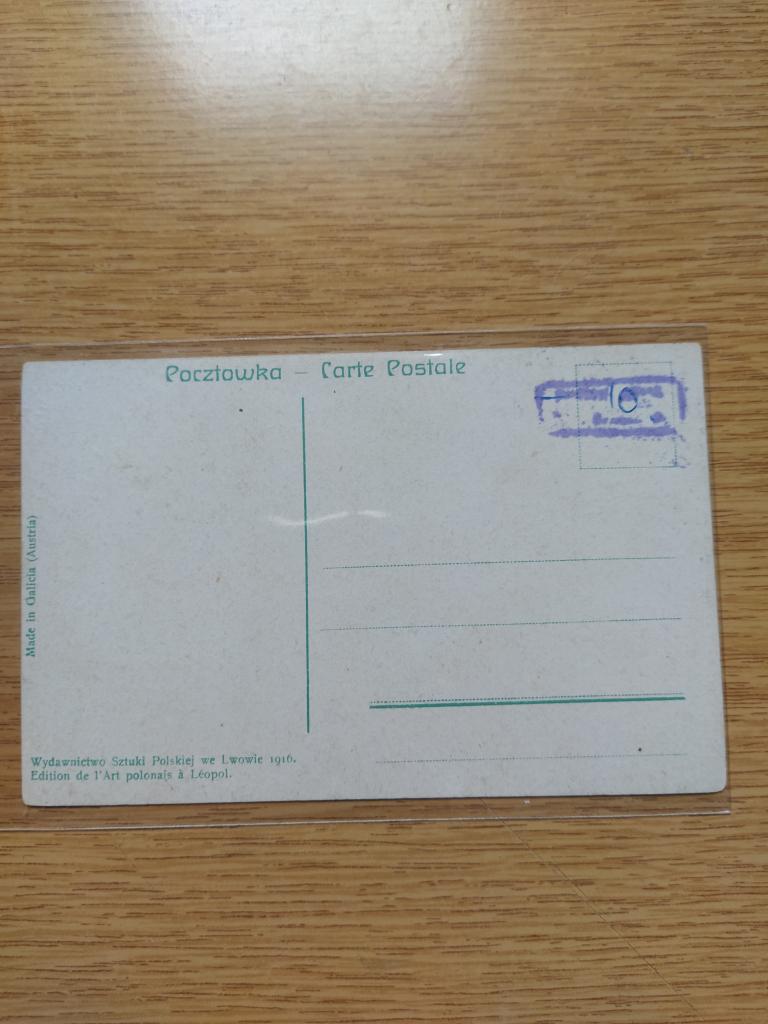 Pocztowka — Carte Postale
10
Made in Galicia (Austria)
Wydawnictwo Sztuki Polskiej we Lwowie 1916.
Edition de l'Art polonais à Léopol.